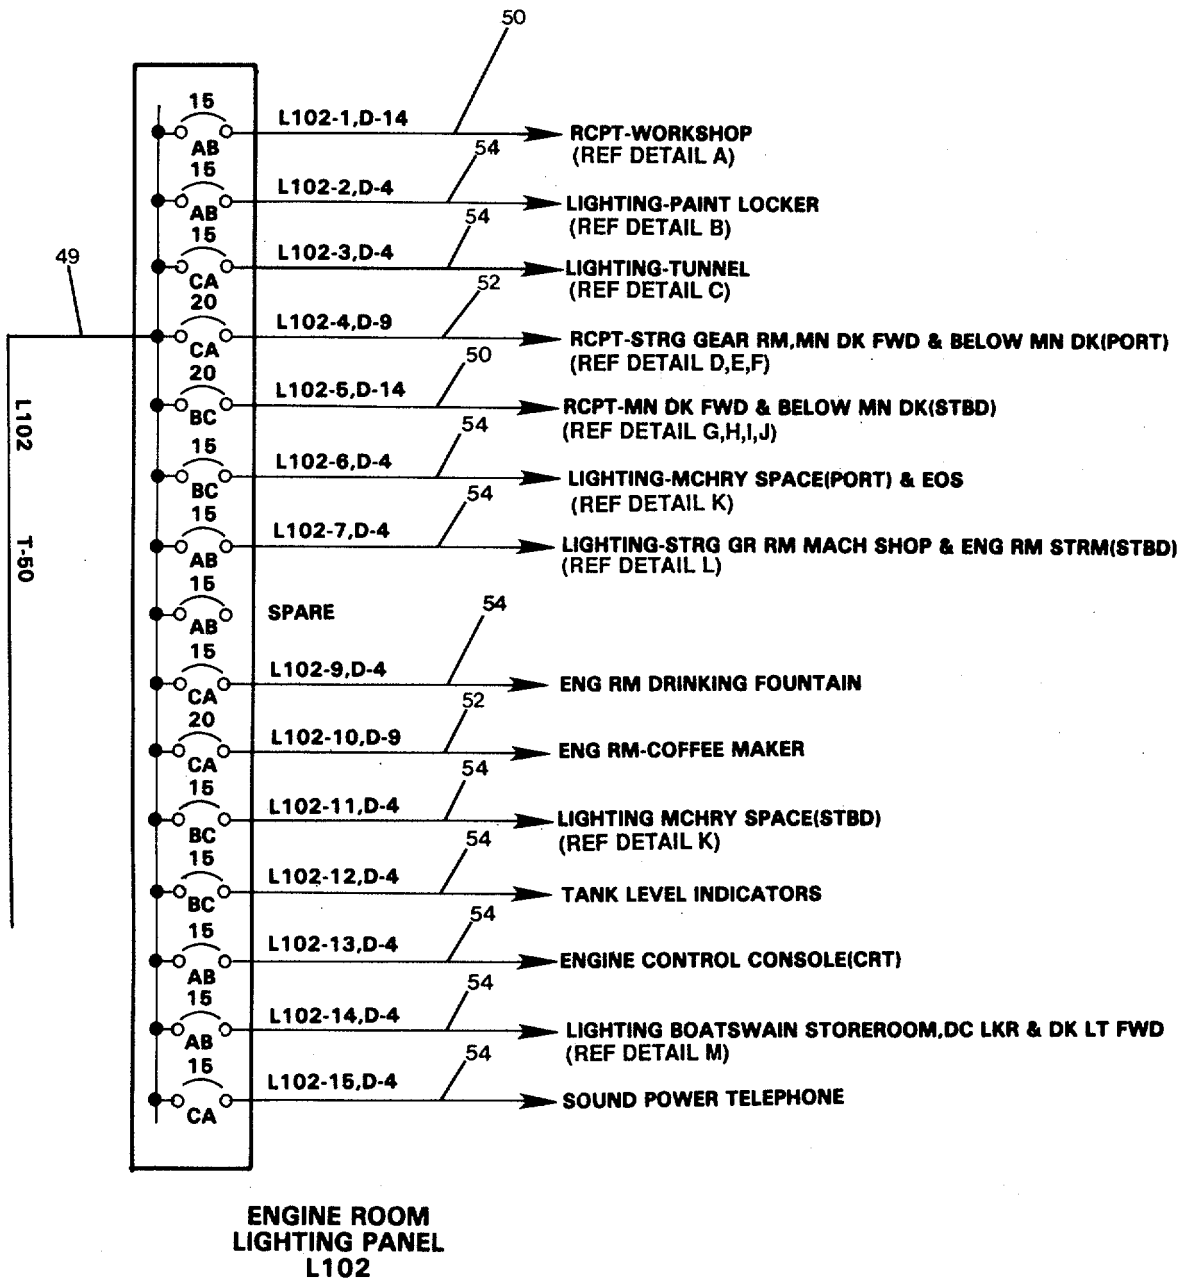 50
15
L102-1,D-14
RCPT-WORKSHOP
(REF DETAIL A)
AB
54
15
L102-2,D-4
LIGHTING-PAINT LOCKER
(REF DETAIL B)
AB
54
15
L102-3,D-4
LIGHTING-TUNNEL
(REF DETAIL C)
CA
49
52
20
L102-4,D-9
RCPT-STRG GEAR RM,MN DK FWD & BELOW MN DK(PORT)
(REF DETAIL D,E,F)
CA
50
20
L102-5,D-14
RCPT-MN DK FWD & BELOW MN DK(STBD)
(REF DETAIL G,H,I,J)
BC
L102 T-50
54
15
L102-6,D-4
LIGHTING-MCHRY SPACE(PORT) & EOS
(REF DETAIL K)
BC
54
15
L102-7,D-4
LIGHTING-STRG GR RM MACH SHOP & ENG RM STRM(STBD)
(REF DETAIL L)
AB
15
SPARE
AB
54
15
L102-9,D-4
ENG RM DRINKING FOUNTAIN
CA
52
20
L102-10,D-9
ENG RM-COFFEE MAKER
CA
54
15
L102-11,D-4
LIGHTING MCHRY SPACE(STBD)
(REF DETAIL K)
BC
54
15
L102-12,D-4
TANK LEVEL INDICATORS
BC
54
15
L102-13,D-4
ENGINE CONTROL CONSOLE(CRT)
AB
54
15
L102-14,D-4
LIGHTING BOATSWAIN STOREROOM,DC LKR & DK LT FWD
(REF DETAIL M)
AB
54
15
L102-15,D-4
SOUND POWER TELEPHONE
CA
ENGINE ROOM
LIGHTING PANEL
L102